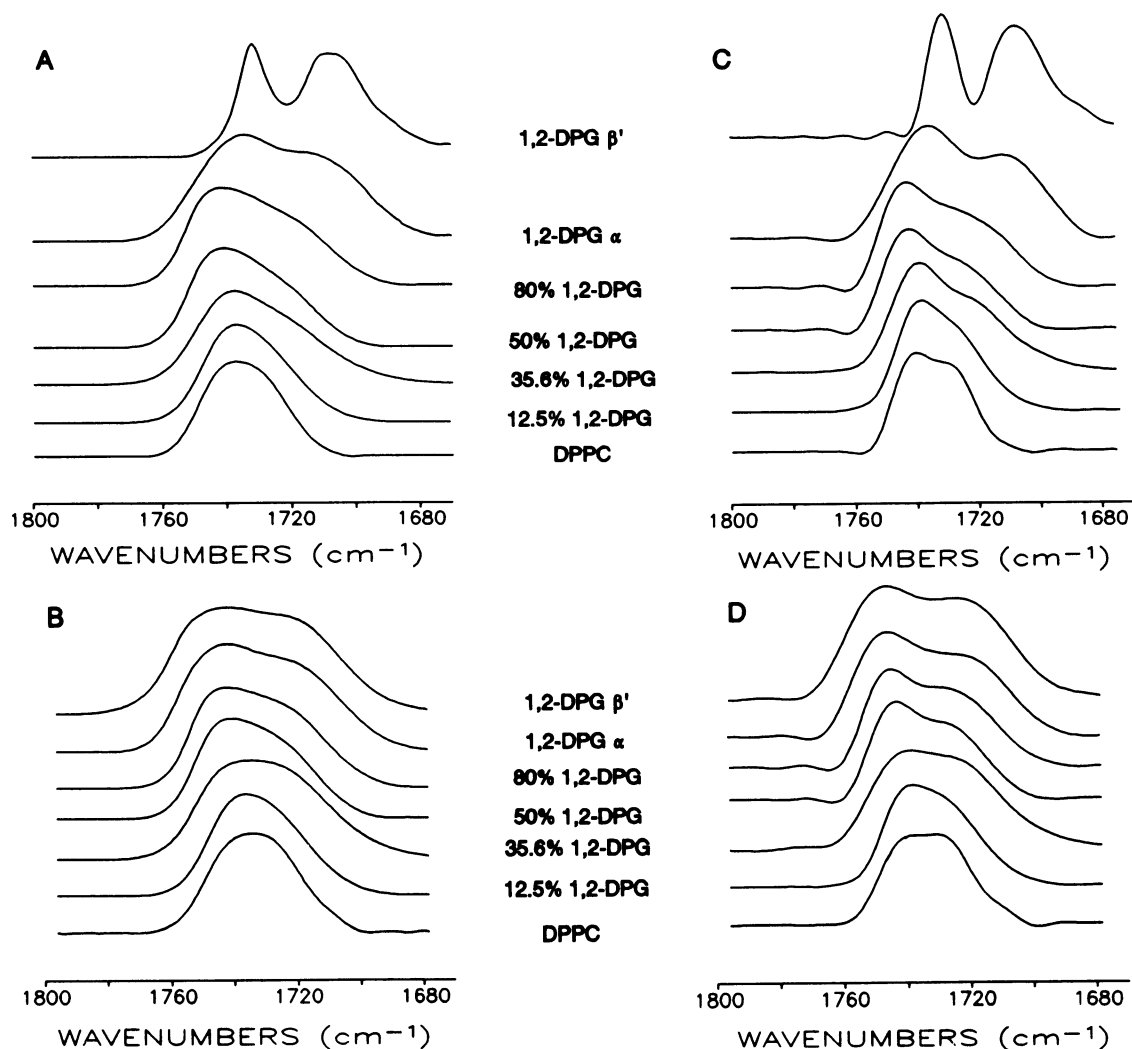 A
C
1,2-DPG β'
1,2-DPG α
80% 1,2-DPG
50% 1,2-DPG
35.6% 1,2-DPG
12.5% 1,2-DPG
DPPC
1800 1760 1720 1680
WAVENUMBERS (cm⁻¹)
1800 1760 1720 1680
WAVENUMBERS (cm⁻¹)
B
D
1,2-DPG β'
1,2-DPG α
80% 1,2-DPG
50% 1,2-DPG
35.6% 1,2-DPG
12.5% 1,2-DPG
DPPC
1800 1760 1720 1680
WAVENUMBERS (cm⁻¹)
1800 1760 1720 1680
WAVENUMBERS (cm⁻¹)